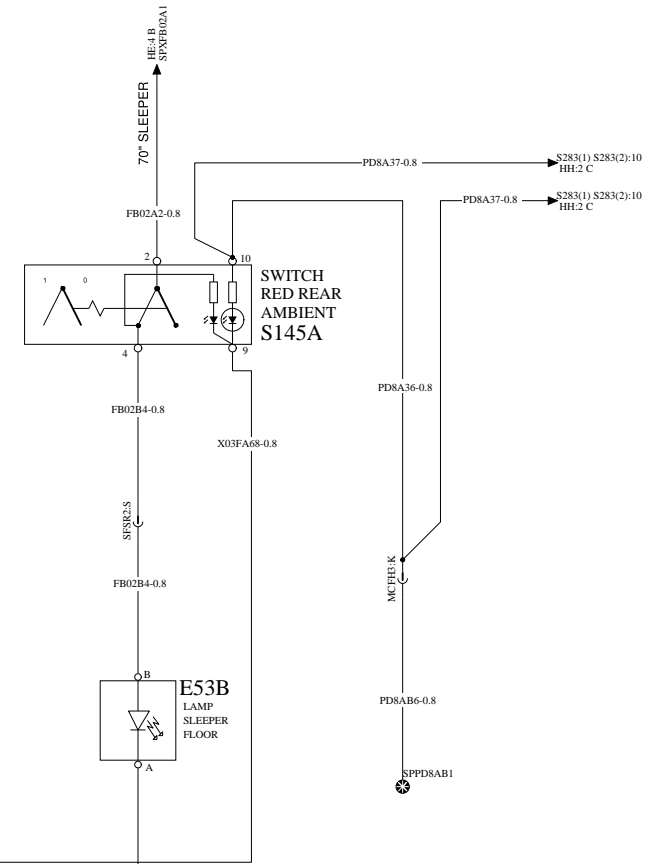 HE:4 B
SPXFB02A1
70" SLEEPER
PD8A37-0.8
S283(1) S283(2):10
HH:2 C
PD8A37-0.8
S283(1) S283(2):10
HH:2 C
FB02A2-0.8
2
10
1
0
SWITCH
RED REAR
AMBIENT
S145A
4
9
PD8A36-0.8
FB02B4-0.8
X03FA68-0.8
SFSR2:S
MCFH3:K
FB02B4-0.8
B
E53B
LAMP
SLEEPER
FLOOR
PD8AB6-0.8
A
SPPD8AB1